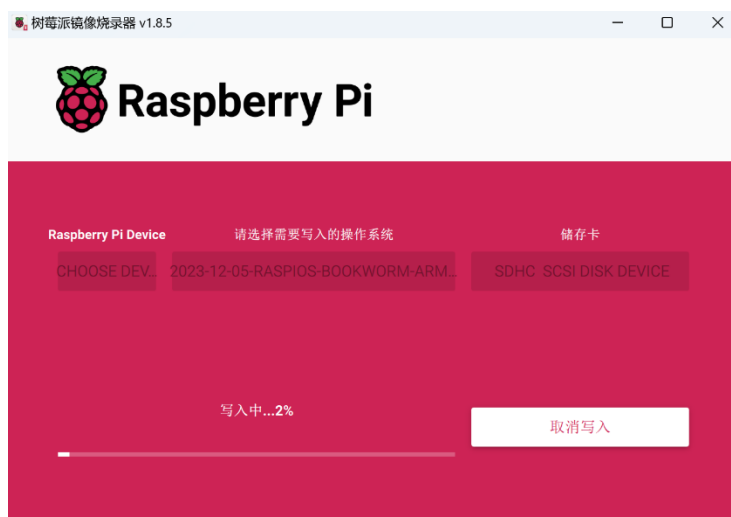 树莓派镜像烧录器 v1.8.5
Raspberry Pi
Raspberry Pi Device
请选择需要写入的操作系统
储存卡
CHOOSE DEV...
2023-12-05-RASPIOS-BOOKWORM-ARM...
SDHC SCSI DISK DEVICE
写入中...2%
取消写入